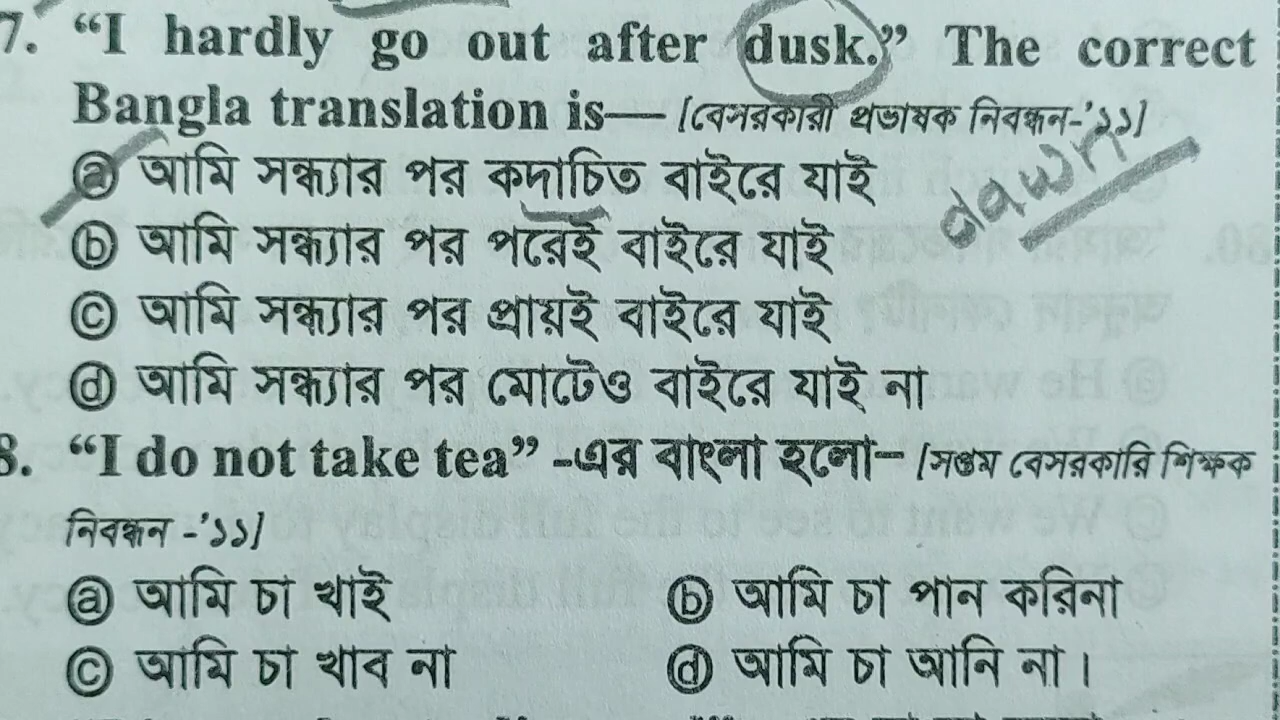 7. “I hardly go out after dusk.” The correct
Bangla translation is— [বেসরকারী প্রভাষক নিবন্ধন-’১১]
ⓐ আমি সন্ধ্যার পর কদাচিত বাইরে যাই
dawn
ⓑ আমি সন্ধ্যার পর পরেই বাইরে যাই
ⓒ আমি সন্ধ্যার পর প্রায়ই বাইরে যাই
ⓓ আমি সন্ধ্যার পর মোটেও বাইরে যাই না
8. “I do not take tea” -এর বাংলা হলো– [সপ্তম বেসরকারি শিক্ষক
নিবন্ধন -’১১]
ⓐ আমি চা খাই ⓑ আমি চা পান করিনা
ⓒ আমি চা খাব না ⓓ আমি চা আনি না।